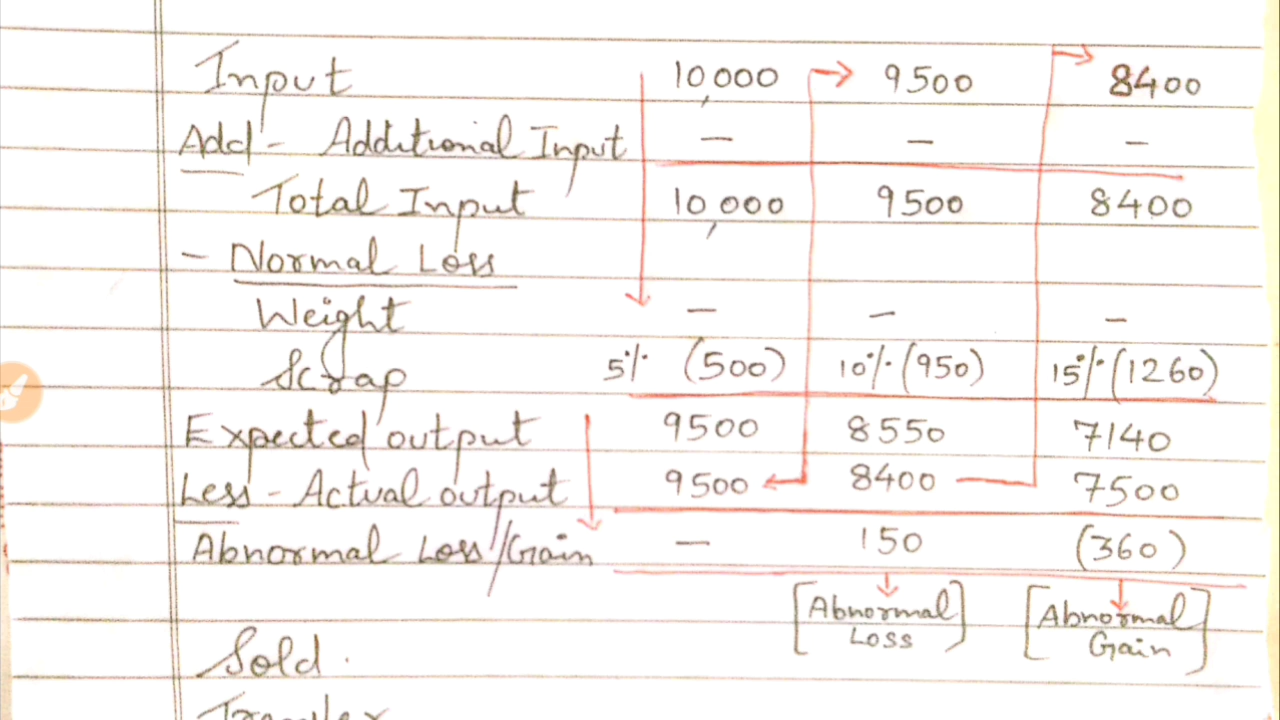 Input 10,000 9500 8400
Add - Additional Input - - -
Total Input 10,000 9500 8400
- Normal Loss
Weight - - -
Scrap 5% (500) 10% (950) 15% (1260)
Expected output 9500 8550 7140
Less - Actual output 9500 8400 7500
Abnormal Loss/Gain - 150 (360)
[Abnormal Loss] [Abnormal Gain]
Sold.
Transfer